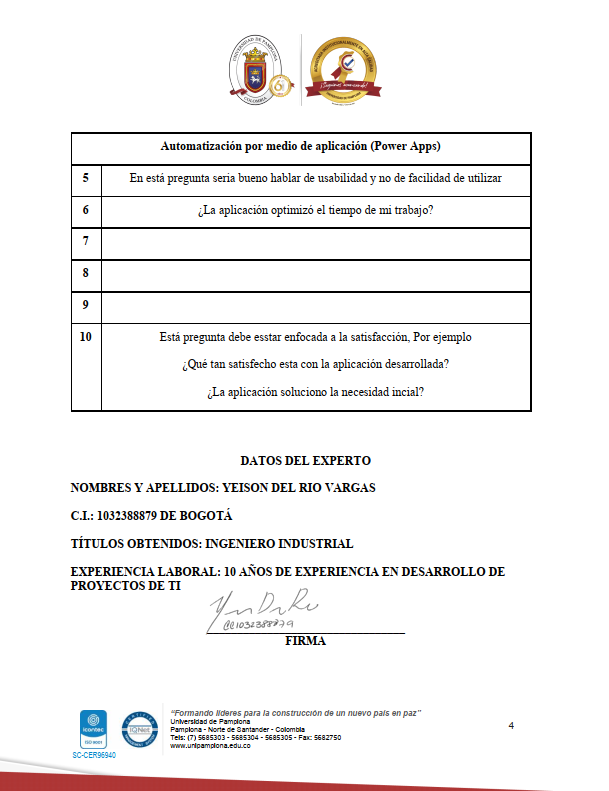 UNIVERSIDAD DE PAMPLONA
COLOMBIA
¡Seguimos avanzando!
Automatización por medio de aplicación (Power Apps)
5 En está pregunta seria bueno hablar de usabilidad y no de facilidad de utilizar
6 ¿La aplicación optimizó el tiempo de mi trabajo?
7
8
9
10 Está pregunta debe esstar enfocada a la satisfacción, Por ejemplo
¿Qué tan satisfecho esta con la aplicación desarrollada?
¿La aplicación soluciono la necesidad incial?
DATOS DEL EXPERTO
NOMBRES Y APELLIDOS: YEISON DEL RIO VARGAS
C.I.: 1032388879 DE BOGOTÁ
TÍTULOS OBTENIDOS: INGENIERO INDUSTRIAL
EXPERIENCIA LABORAL: 10 AÑOS DE EXPERIENCIA EN DESARROLLO DE
PROYECTOS DE TI
CC1032388879
FIRMA
icontec
ISO 9001
SC-CER96940
CERTIFIED
IQNet
“Formando líderes para la construcción de un nuevo país en paz”
Universidad de Pamplona
Pamplona - Norte de Santander - Colombia
Tels: (7) 5685303 - 5685304 - 5685305 - Fax: 5682750
www.unipamplona.edu.co
4